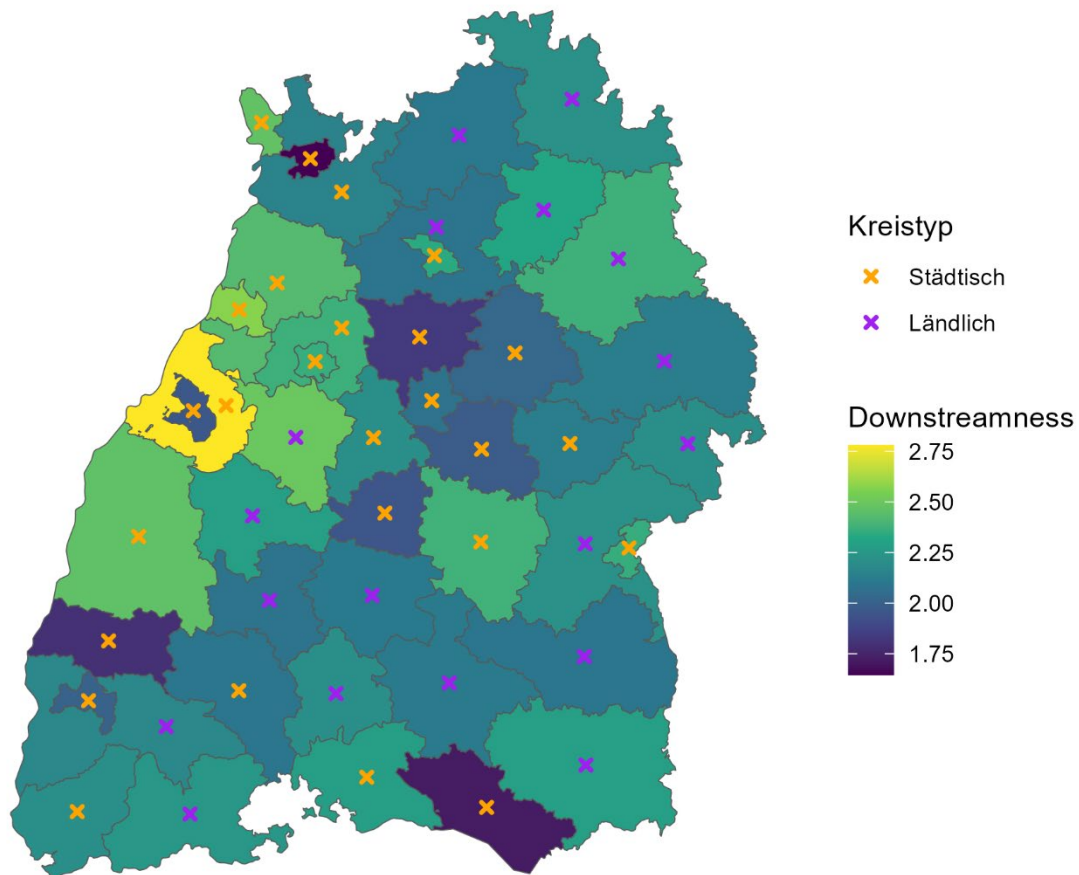 Kreistyp
Städtisch
Ländlich
Downstreamness
2.75
2.50
2.25
2.00
1.75